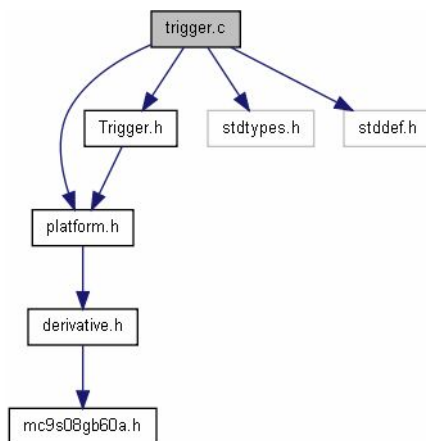 trigger.c
Trigger.h
stdtypes.h
stddef.h
platform.h
derivative.h
mc9s08gb60a.h